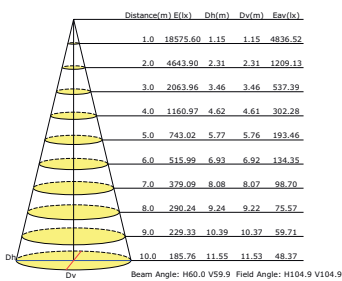 Distance(m) E(lx) Dh(m) Dv(m) Eav(lx)
1.0 18575.60 1.15 1.15 4836.52
2.0 4643.90 2.31 2.31 1209.13
3.0 2063.96 3.46 3.46 537.39
4.0 1160.97 4.62 4.61 302.28
5.0 743.02 5.77 5.76 193.46
6.0 515.99 6.93 6.92 134.35
7.0 379.09 8.08 8.07 98.70
8.0 290.24 9.24 9.22 75.57
9.0 229.33 10.39 10.37 59.71
Dh 10.0 185.76 11.55 11.53 48.37
Dv
Beam Angle: H60.0 V59.9 Field Angle: H104.9 V104.9